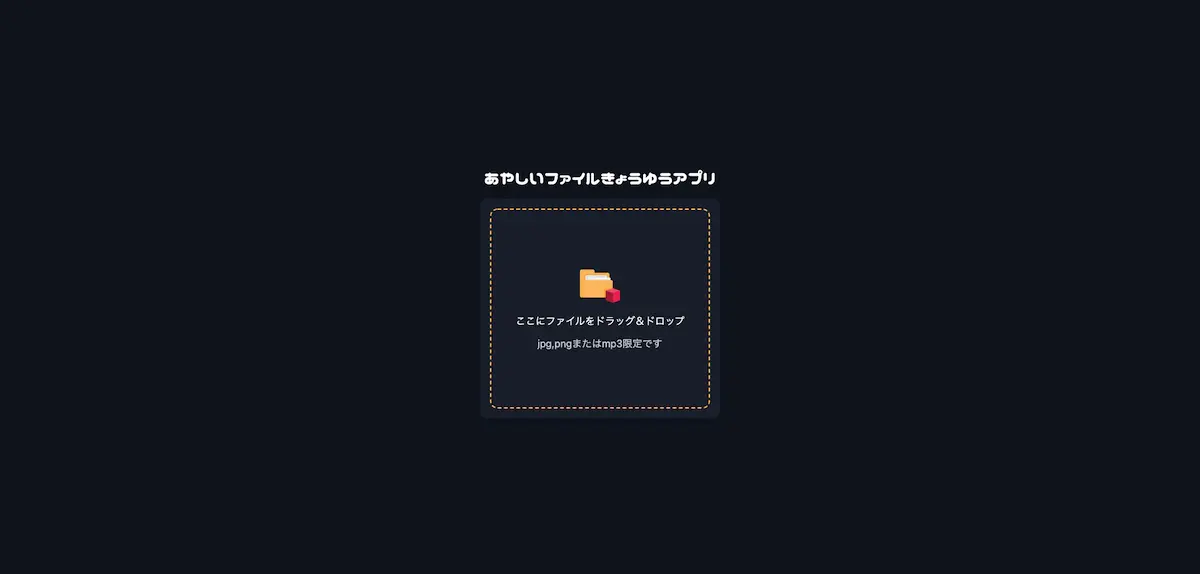 あやしいファイルきょうゆうアプリ
ここにファイルをドラッグ＆ドロップ
jpg,pngまたはmp3限定です